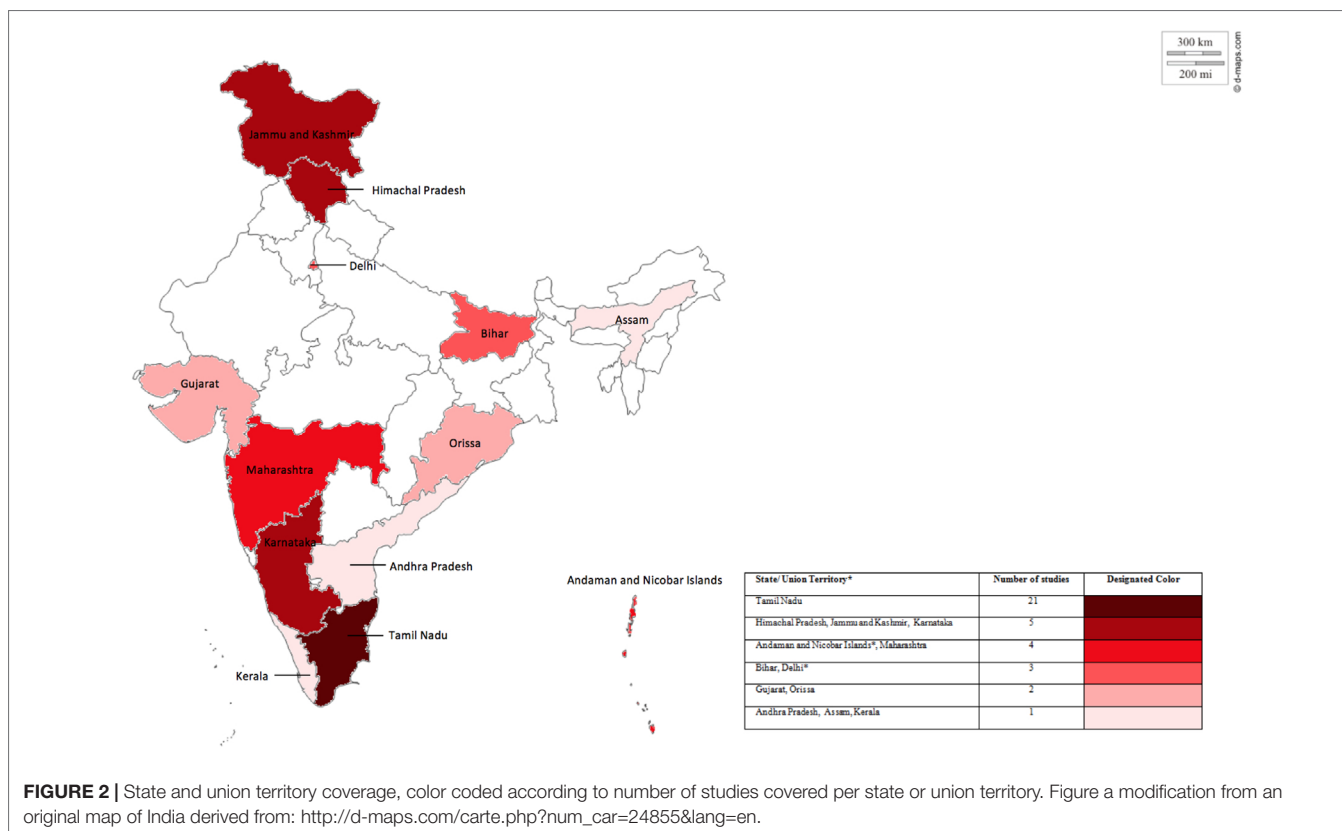 300 km
200 mi
© d-maps.com
Jammu and Kashmir
Himachal Pradesh
Delhi
Bihar
Assam
Gujarat
Orissa
Maharashtra
Karnataka
Andhra Pradesh
Andaman and Nicobar Islands
Tamil Nadu
Kerala
State/ Union Territory* Number of studies Designated Color
Tamil Nadu 21
Himachal Pradesh, Jammu and Kashmir, Karnataka 5
Andaman and Nicobar Islands*, Maharashtra 4
Bihar, Delhi* 3
Gujarat, Orissa 2
Andhra Pradesh, Assam, Kerala 1
FIGURE 2 | State and union territory coverage, color coded according to number of studies covered per state or union territory. Figure a modification from an
original map of India derived from: http://d-maps.com/carte.php?num_car=24855&lang=en.